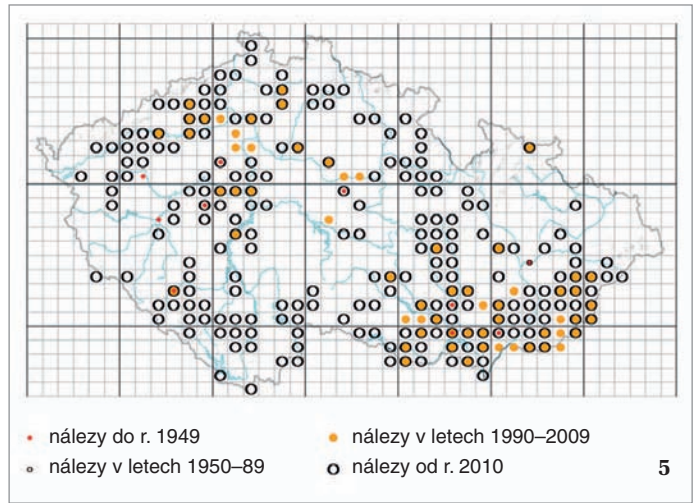 nálezy do r. 1949
nálezy v letech 1990–2009
nálezy v letech 1950–89
nálezy od r. 2010
5